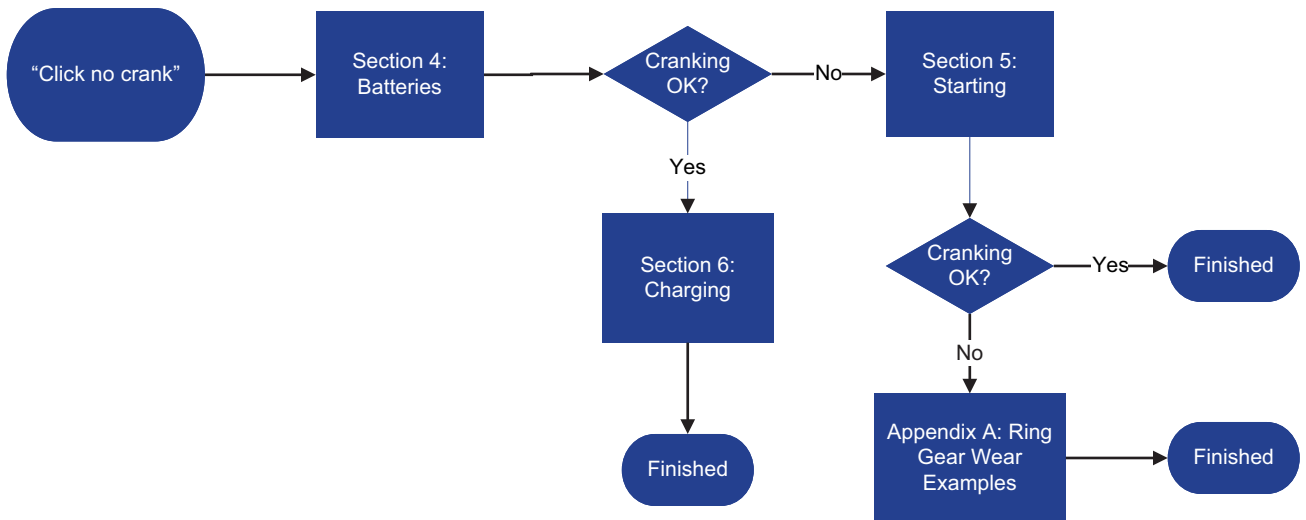 “Click no crank”
Section 4:
Batteries
Cranking
OK?
No
Section 5:
Starting
Yes
Section 6:
Charging
Finished
Cranking
OK?
Yes
Finished
No
Appendix A: Ring
Gear Wear
Examples
Finished